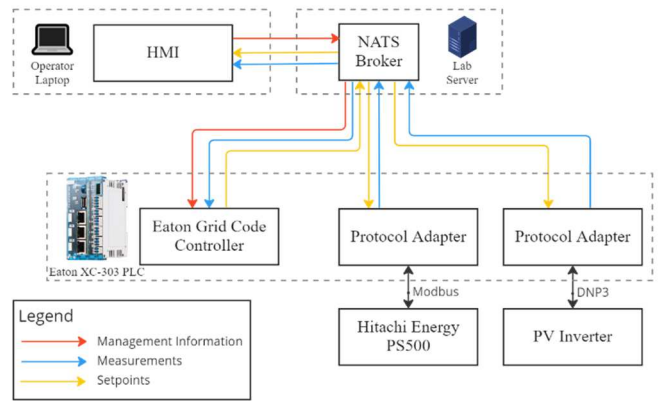 Operator
Laptop
HMI
NATS
Broker
Lab
Server
Eaton XC-303 PLC
Eaton Grid Code
Controller
Protocol Adapter
Protocol Adapter
Modbus
DNP3
Hitachi Energy
PS500
PV Inverter
Legend
Management Information
Measurements
Setpoints